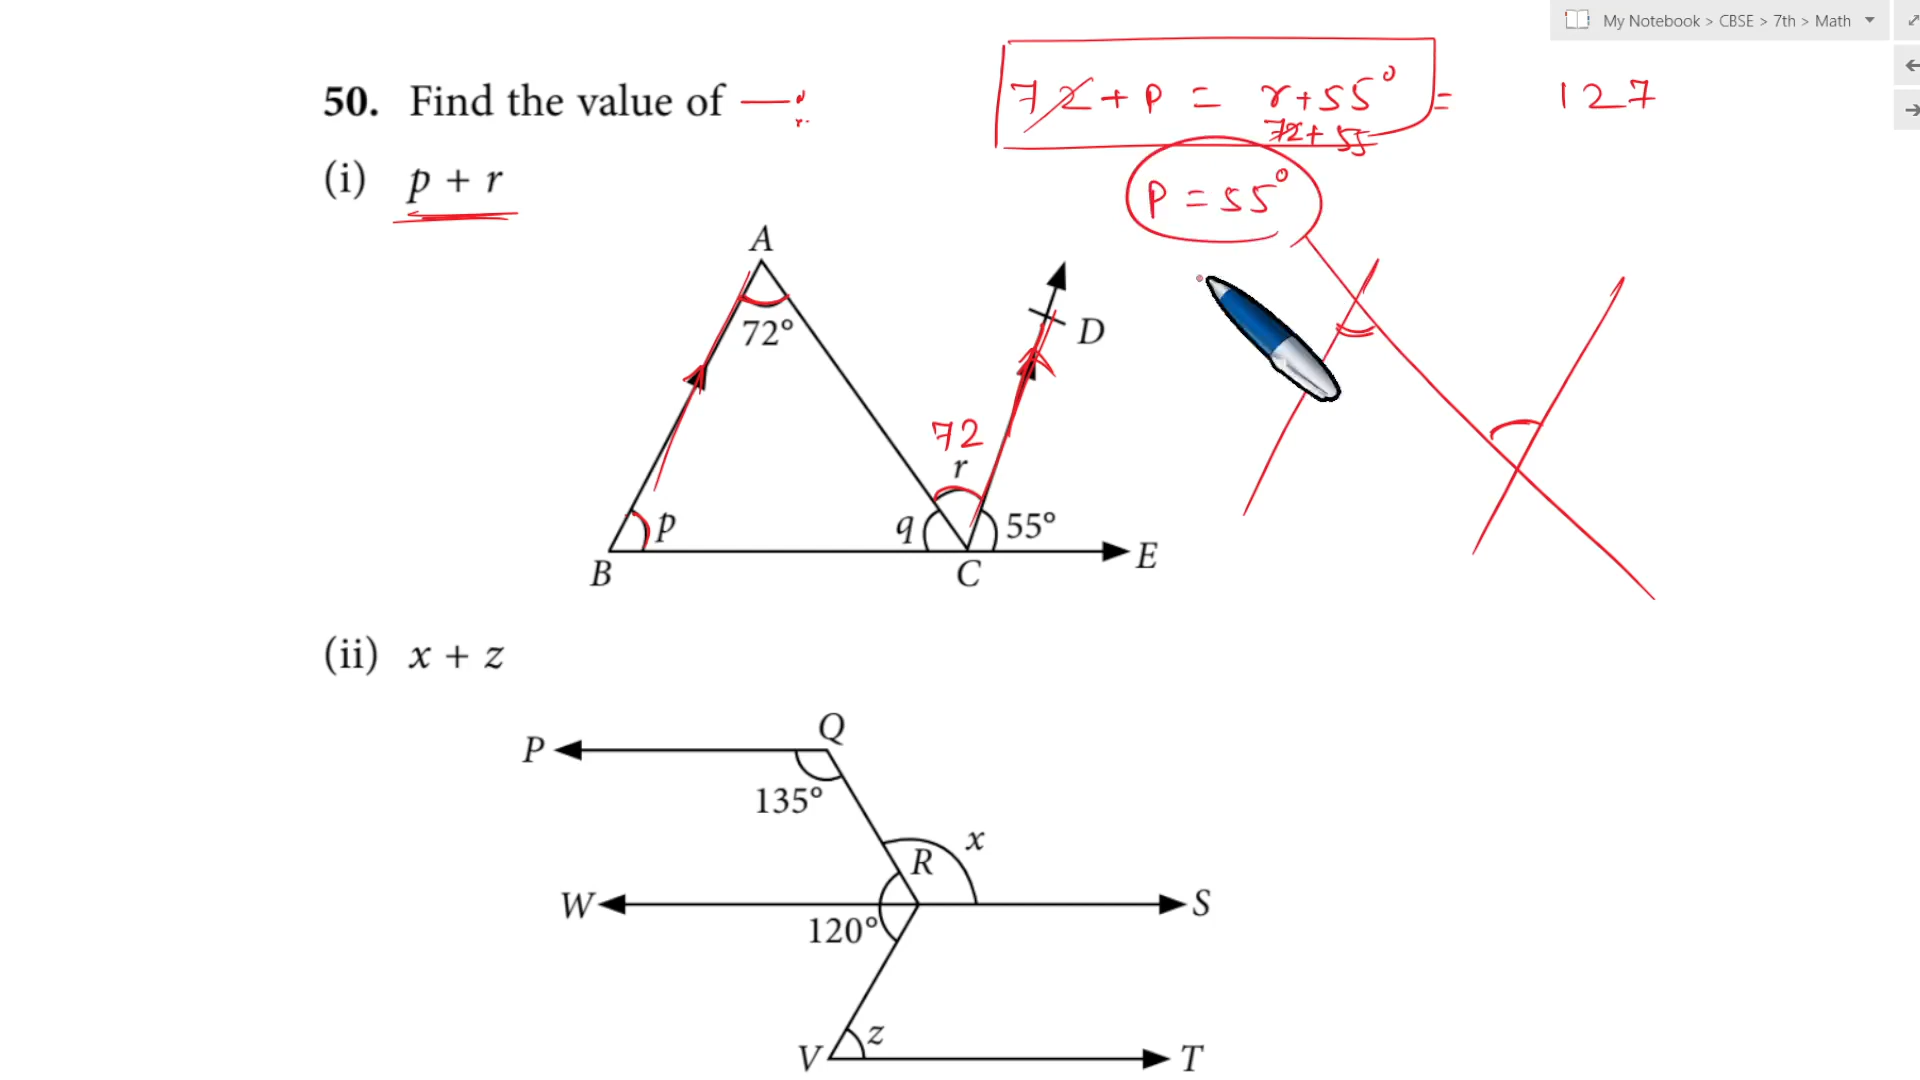 My Notebook > CBSE > 7th > Math
50. Find the value of
72 + p = r + 55° = 127
72 + 55
(i) p + r
p = 55°
A
72°
D
72
r
p
q
55°
B
C
E
(ii) x + z
Q
P
135°
x
R
W
S
120°
z
V
T